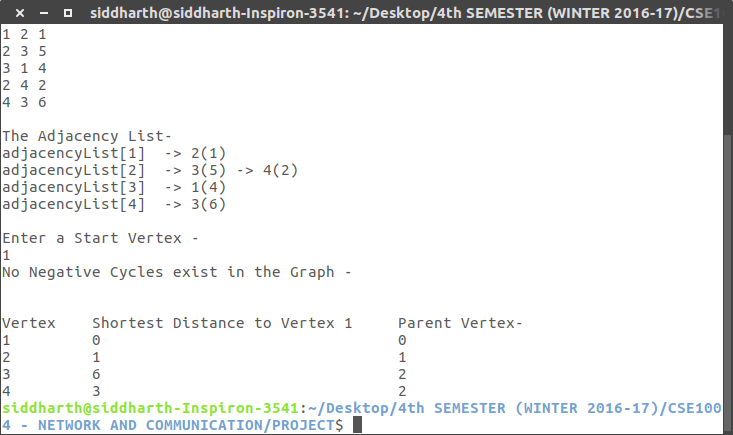 siddharth@siddharth-Inspiron-3541: ~/Desktop/4th SEMESTER (WINTER 2016-17)/CSE1
1 2 1
2 3 5
3 1 4
2 4 2
4 3 6
The Adjacency List-
adjacencyList[1]  -> 2(1)
adjacencyList[2]  -> 3(5) -> 4(2)
adjacencyList[3]  -> 1(4)
adjacencyList[4]  -> 3(6)
Enter a Start Vertex -
1
No Negative Cycles exist in the Graph -
Vertex    Shortest Distance to Vertex 1     Parent Vertex-
1         0                                 0
2         1                                 1
3         6                                 2
4         3                                 2
siddharth@siddharth-Inspiron-3541:~/Desktop/4th SEMESTER (WINTER 2016-17)/CSE100
4 - NETWORK AND COMMUNICATION/PROJECT$